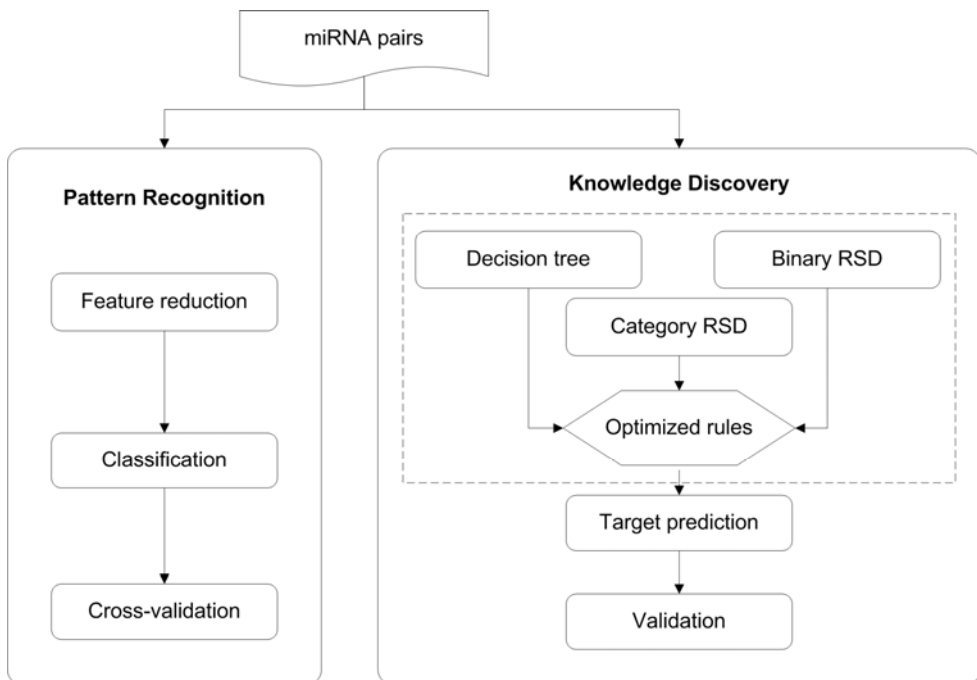 miRNA pairs
Pattern Recognition
Feature reduction
Classification
Cross-validation
Knowledge Discovery
Decision tree
Binary RSD
Category RSD
Optimized rules
Target prediction
Validation